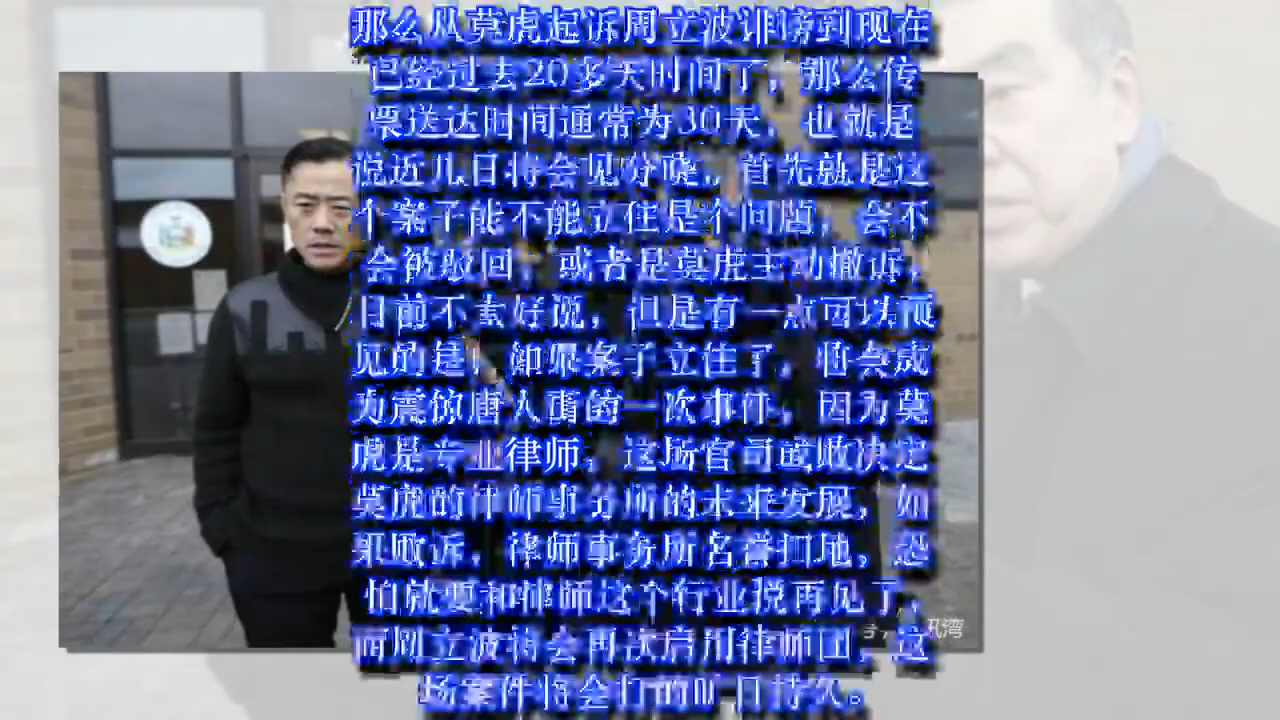 那么从莫虎起诉周立波诽谤到现在
已经过去20多天时间了，那么传
票送达时间通常为30天，也就是
说近几日将会见分晓。首先就是这
个案子能不能立住是个问题，会不
会被驳回，或者是莫虎主动撤诉，
目前不太好说，但是有一点可以预
见的是，如果案子立住了，将会成
为震惊唐人街的一次事件，因为莫
虎是专业律师，这场官司或败决定
莫虎的律师事务所的未来发展，如
果败诉，律师事务所名誉扫地，恐
怕就要和律师这个行业说再见了，
而周立波将会再次启用律师团，这
场案件将会打的旷日持久。
讯湾